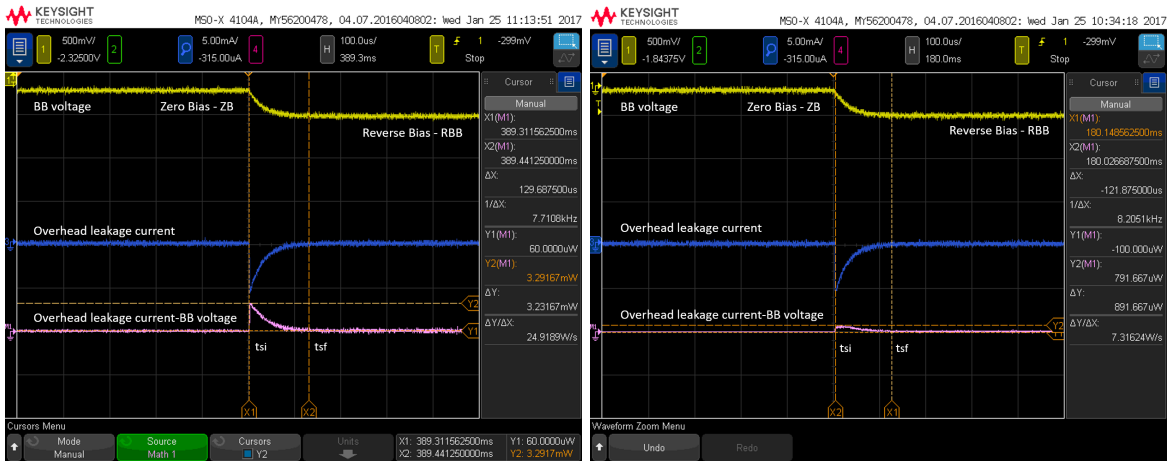 KEYSIGHT
TECHNOLOGIES
MSO-X 4104A, MY56200478, 04.07.2016040802: Wed Jan 25 11:13:51 2017
1 500mV/ 2 5.00mA/ 4 H 100.0us/ T 1 -299mV
-2.32500V -315.00uA 389.3ms Stop
BB voltage
Zero Bias - ZB
Reverse Bias - RBB
Overhead leakage current
Overhead leakage current-BB voltage
tsi
tsf
X1
X2
Y2
Y1
Cursor
Manual
X1(M1):
389.311562500ms
X2(M1):
389.441250000ms
ΔX:
129.687500us
1/ΔX:
7.7108kHz
Y1(M1):
60.0000uW
Y2(M1):
3.29167mW
ΔY:
3.23167mW
ΔY/ΔX:
24.9189W/s
Cursors Menu
Mode
Manual
Source
Math 1
Cursors
Y2
Units
X1: 389.311562500ms Y1: 60.0000uW
X2: 389.441250000ms Y2: 3.2917mW
KEYSIGHT
TECHNOLOGIES
MSO-X 4104A, MY56200478, 04.07.2016040802: Wed Jan 25 10:34:18 2017
1 500mV/ 2 5.00mA/ 4 H 100.0us/ T 1 -299mV
-1.84375V -315.00uA 180.0ms Stop
BB voltage
Zero Bias - ZB
Reverse Bias - RBB
Overhead leakage current
Overhead leakage current-BB voltage
tsi
tsf
X2
X1
Y2
Cursor
Manual
X1(M1):
180.148562500ms
X2(M1):
180.026687500ms
ΔX:
-121.875000us
1/ΔX:
8.2051kHz
Y1(M1):
-100.000uW
Y2(M1):
791.667uW
ΔY:
891.667uW
ΔY/ΔX:
7.31624W/s
Waveform Zoom Menu
Undo
Redo